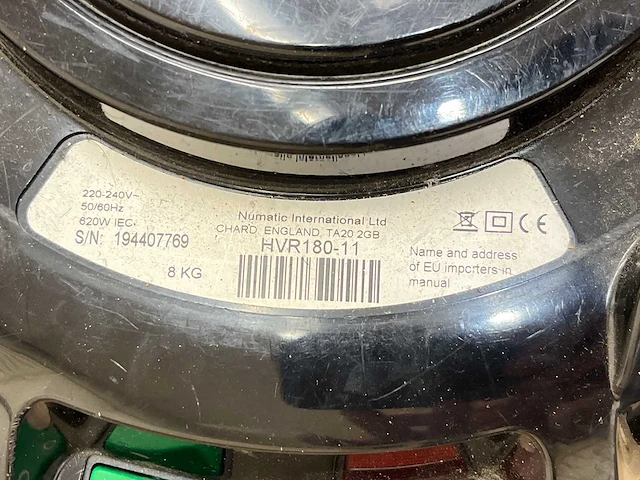 220-240V~
50/60Hz
620W IEC
S/N: 194407769
8 KG
Numatic International Ltd
CHARD, ENGLAND, TA20 2GB
HVR180-11
CE
Name and address
of EU importers in
manual